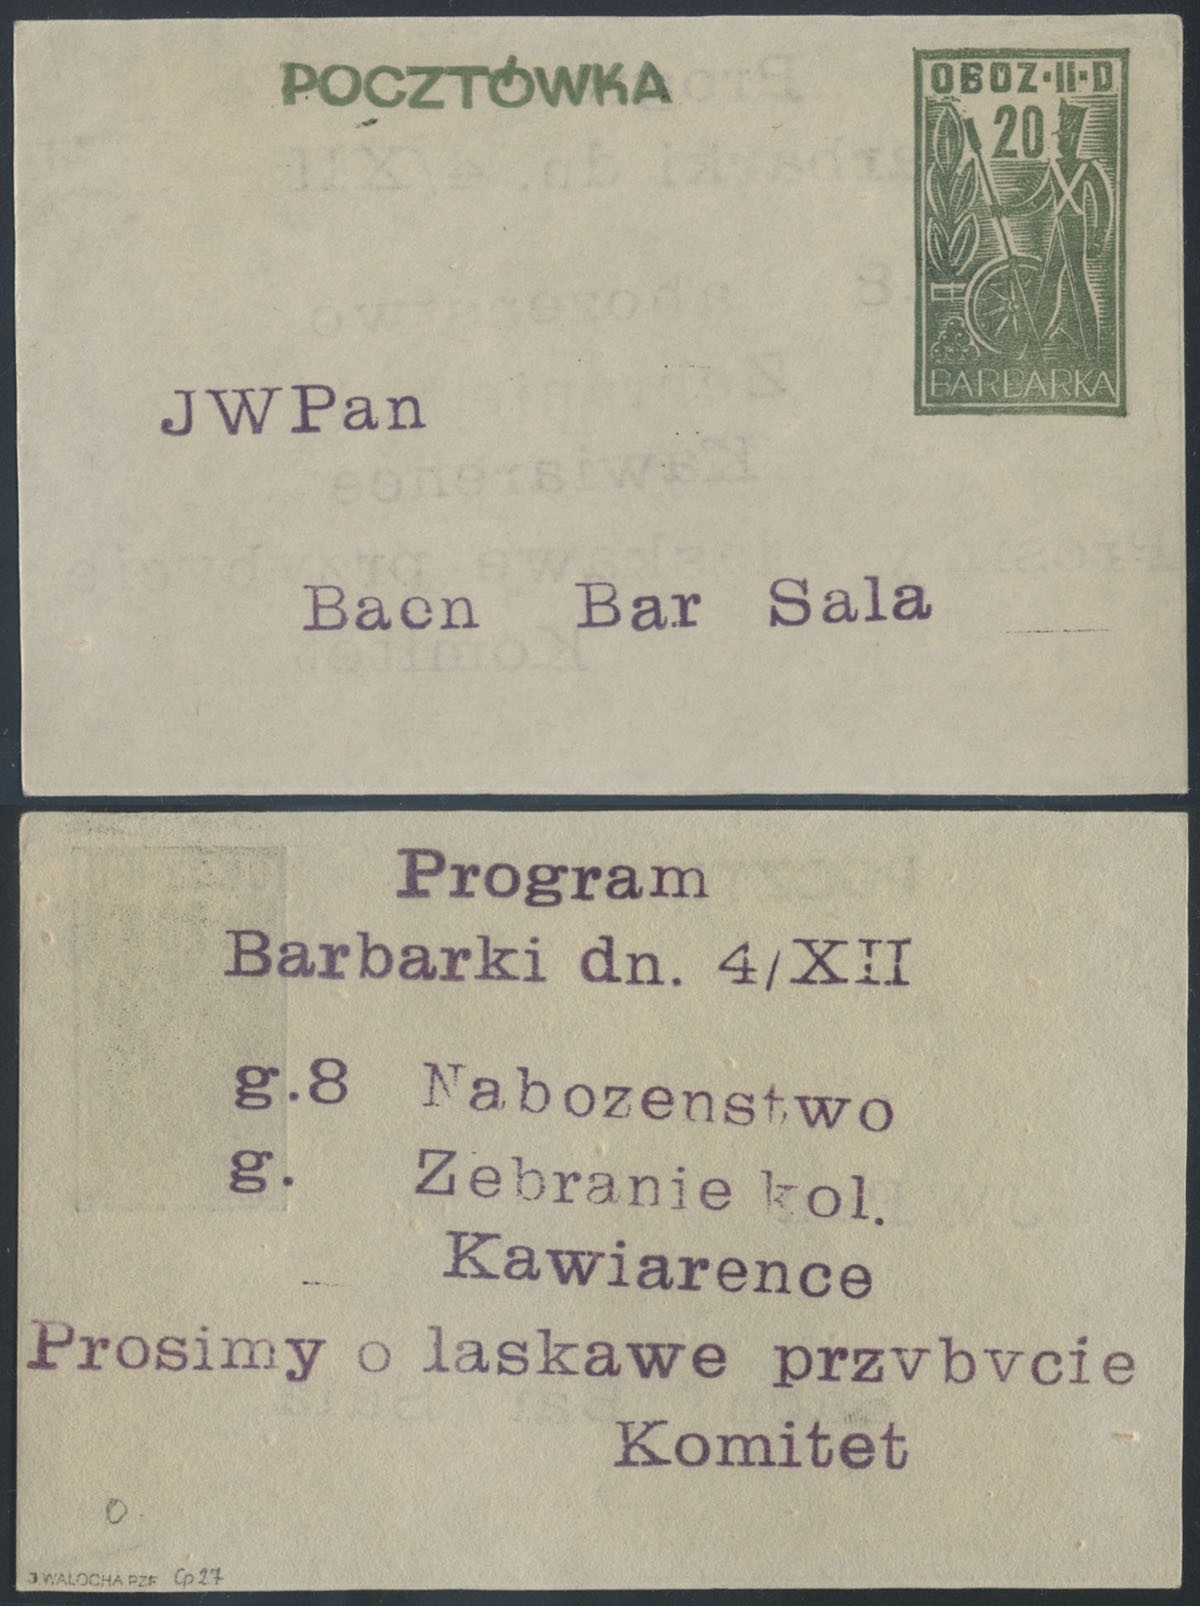 POCZTÓWKA
OBOZ·II·D
20
BARBARKA
JWPan
Bacn Bar Sala
Program
Barbarki dn. 4/XII
g.8 Nabozenstwo
g. Zebranie kol.
Kawiarence
Prosimy o laskawe przvbvcie
Komitet
O
J WALOCHA PZF Cp 27